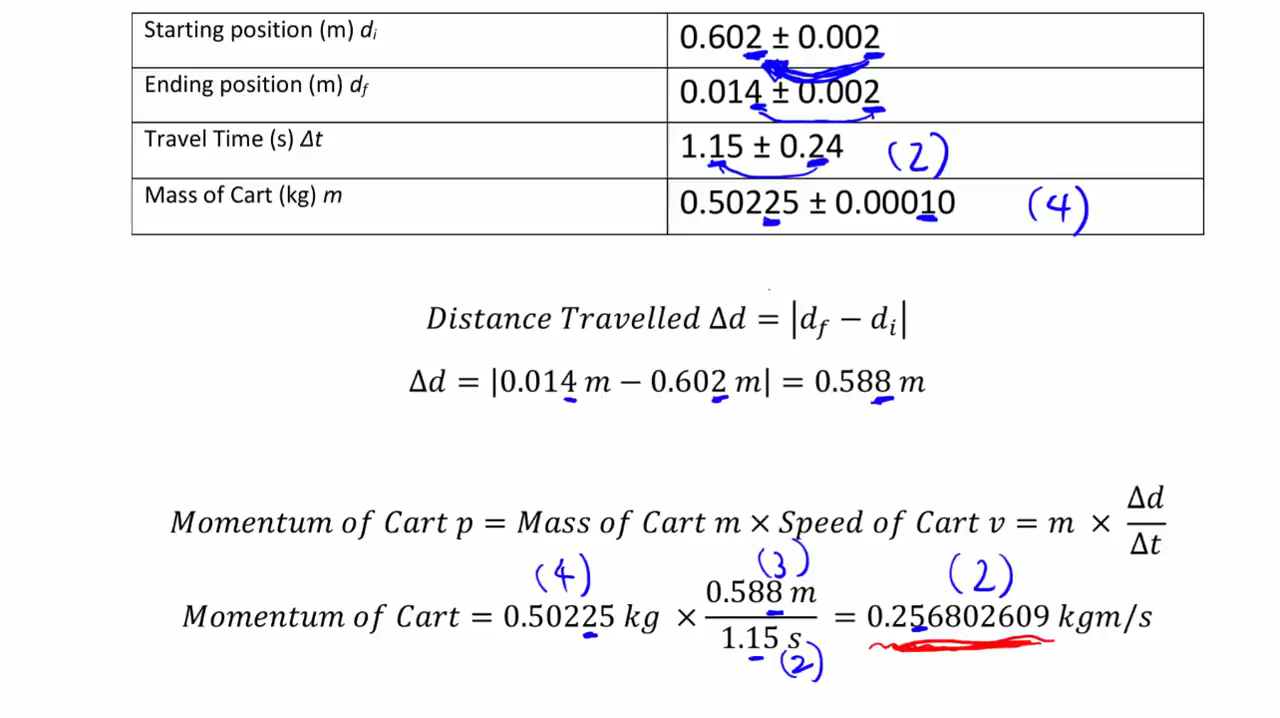 Starting position (m) dᵢ 0.602 ± 0.002
Ending position (m) d_f 0.014 ± 0.002
Travel Time (s) Δt 1.15 ± 0.24 (2)
Mass of Cart (kg) m 0.50225 ± 0.00010 (4)
Distance Travelled Δd = |d_f − dᵢ|
Δd = |0.014 m − 0.602 m| = 0.588 m
Momentum of Cart p = Mass of Cart m × Speed of Cart v = m × Δd/Δt
(4) (3) (2)
Momentum of Cart = 0.50225 kg × 0.588 m/1.15 s = 0.256802609 kgm/s
(2)